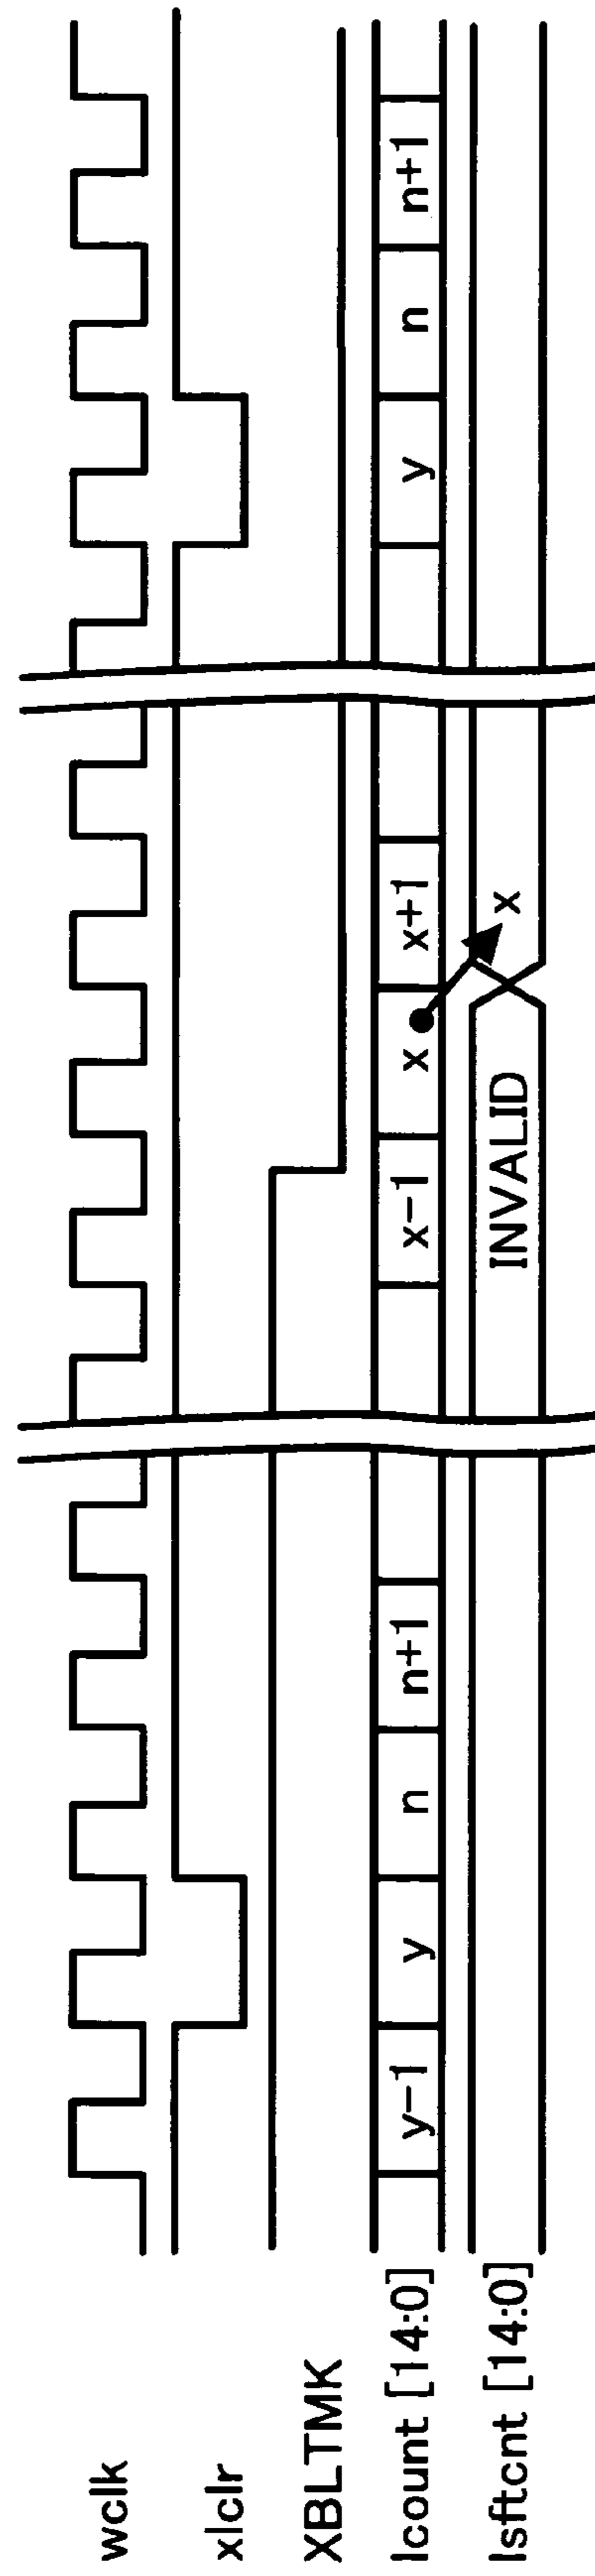 wclk
xlclr
XBLTMK
lcount [14:0] y−1 y n n+1 x−1 x x+1 y n n+1
lsftcnt [14:0] INVALID x